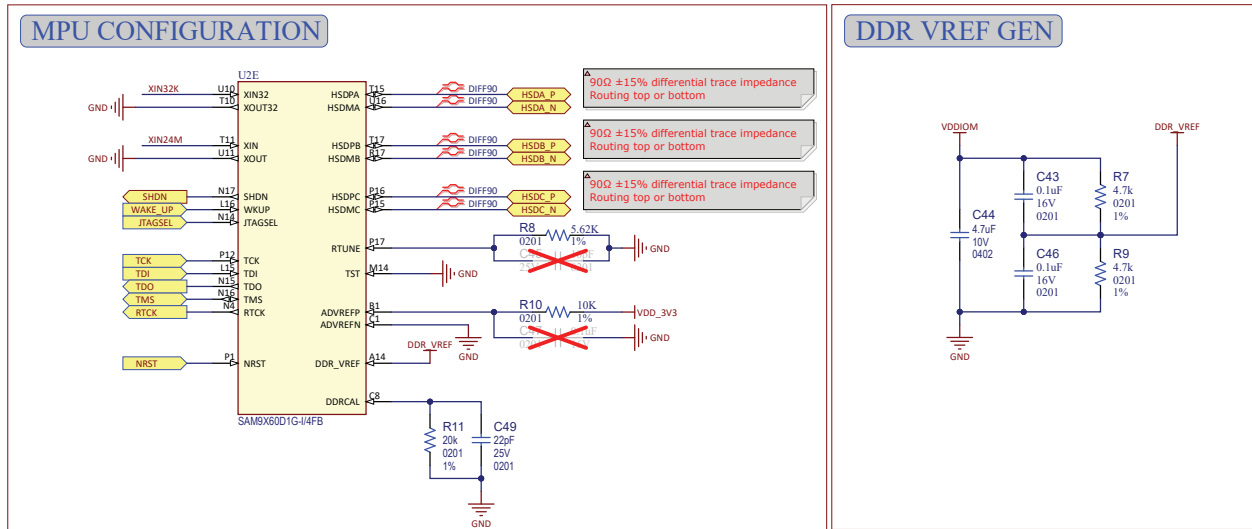 MPU CONFIGURATION
U2E
XIN32K
U10
XIN32
GND
T10
XOUT32
XIN24M
T11
XIN
GND
U11
XOUT
SHDN
N17
SHDN
WAKE_UP
L16
WKUP
JTAGSEL
N14
JTAGSEL
TCK
P12
TCK
TDI
L15
TDI
TDO
N15
TDO
TMS
N16
TMS
RTCK
N4
RTCK
NRST
P1
NRST
HSDPA
T15
DIFF90
HSDA_P
HSDMA
U16
DIFF90
HSDA_N
90Ω ±15% differential trace impedance
Routing top or bottom
HSDPB
T17
DIFF90
HSDB_P
HSDMB
R17
DIFF90
HSDB_N
90Ω ±15% differential trace impedance
Routing top or bottom
HSDPC
P16
DIFF90
HSDC_P
HSDMC
P15
DIFF90
HSDC_N
90Ω ±15% differential trace impedance
Routing top or bottom
RTUNE
P17
R8
0201
5.62K
1%
GND
TST
M14
GND
ADVREFP
B1
R10
0201
10K
1%
VDD_3V3
ADVREFN
C1
GND
C47
GND
DDR_VREF
DDR_VREF
A14
DDRCAL
C8
SAM9X60D1G-I/4FB
R11
20k
0201
1%
C49
22pF
25V
0201
GND
DDR VREF GEN
VDDIOM
DDR_VREF
C44
4.7uF
10V
0402
C43
0.1uF
16V
0201
R7
4.7k
0201
1%
C46
0.1uF
16V
0201
R9
4.7k
0201
1%
GND